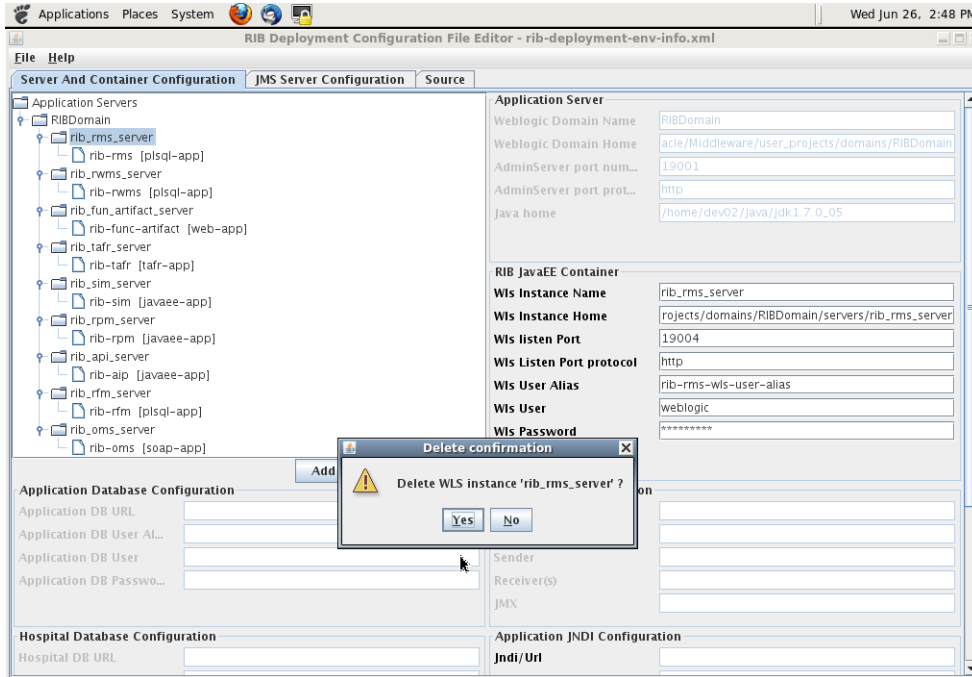 Applications Places System Wed Jun 26, 2:48 PM
RIB Deployment Configuration File Editor - rib-deployment-env-info.xml
File Help
Server And Container Configuration JMS Server Configuration Source
Application Servers
RIBDomain
rib_rms_server
rib-rms [plsql-app]
rib_rwms_server
rib-rwms [plsql-app]
rib_fun_artifact_server
rib-func-artifact [web-app]
rib_tafr_server
rib-tafr [tafr-app]
rib_sim_server
rib-sim [javaee-app]
rib_rpm_server
rib-rpm [javaee-app]
rib_api_server
rib-aip [javaee-app]
rib_rfm_server
rib-rfm [plsql-app]
rib_oms_server
rib-oms [soap-app]
Add
Application Server
Weblogic Domain Name RIBDomain
Weblogic Domain Home acle/Middleware/user_projects/domains/RIBDomain
AdminServer port num... 19001
AdminServer port prot... http
Java home /home/dev02/java/jdk1.7.0_05
RIB JavaEE Container
Wls Instance Name rib_rms_server
Wls Instance Home rojects/domains/RIBDomain/servers/rib_rms_server
Wls listen Port 19004
Wls Listen Port protocol http
Wls User Alias rib-rms-wls-user-alias
Wls User weblogic
Wls Password *********
Delete confirmation
Delete WLS instance 'rib_rms_server' ?
Yes No
Application Database Configuration
Application DB URL
Application DB User Al...
Application DB User
Application DB Passwo...
on
Sender
Receiver(s)
JMX
Hospital Database Configuration
Hospital DB URL
Application JNDI Configuration
Jndi/Url